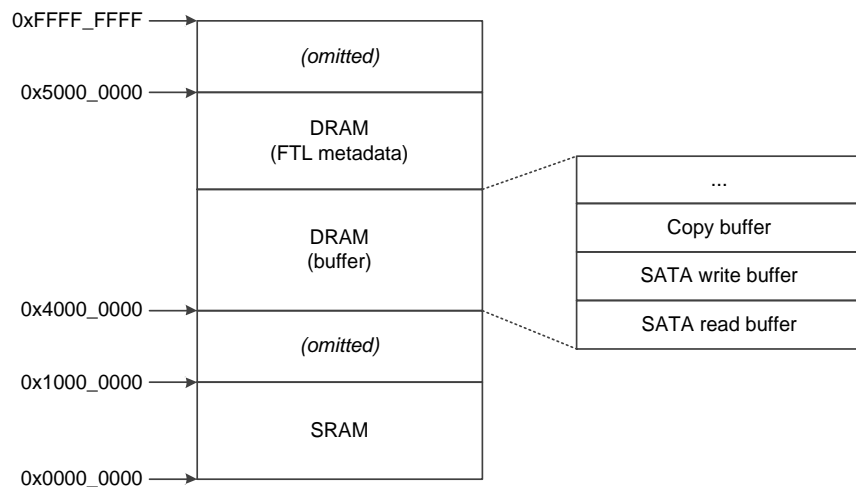 0xFFFF_FFFF
(omitted)
0x5000_0000
DRAM
(FTL metadata)
...
Copy buffer
DRAM
(buffer)
SATA write buffer
0x4000_0000
SATA read buffer
(omitted)
0x1000_0000
SRAM
0x0000_0000